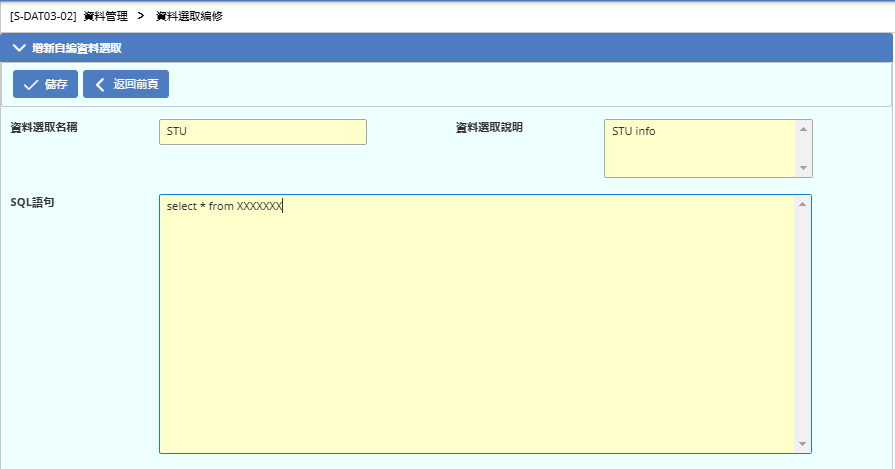 [S-DAT03-02] 資料管理 > 資料選取編修
增新自編資料選取
儲存 返回前頁
資料選取名稱 STU 資料選取說明 STU info
SQL語句 select * from XXXXXXX